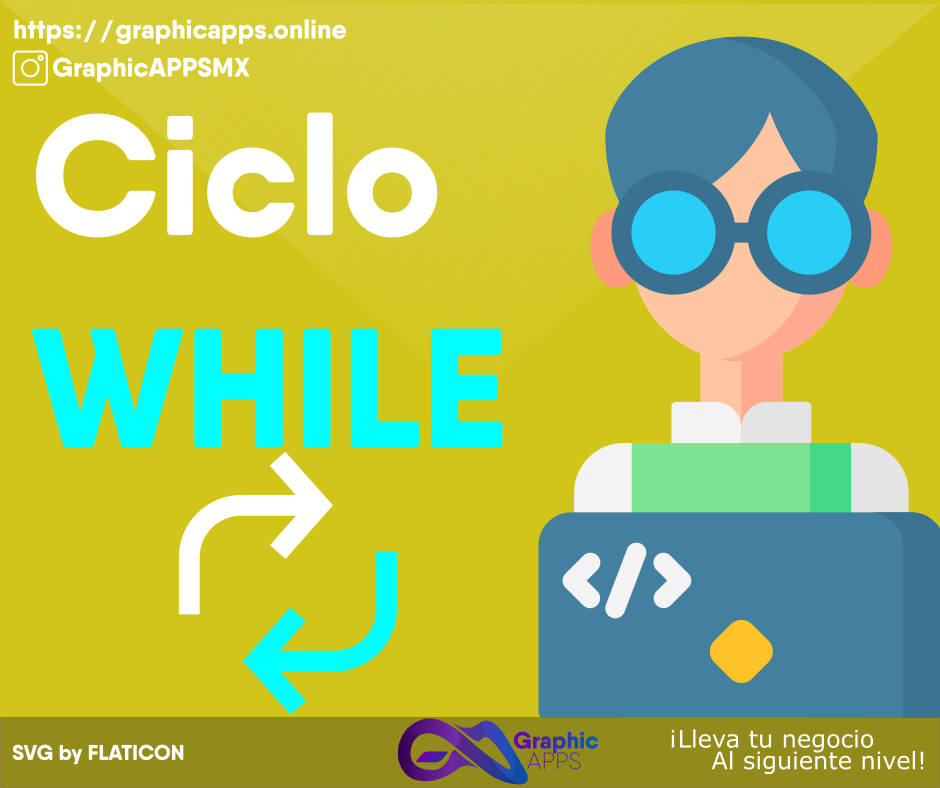 https://graphicapps.online
GraphicAPPSMX
Ciclo
WHILE
</>
SVG by FLATICON
Graphic
APPS
¡Lleva tu negocio
Al siguiente nivel!